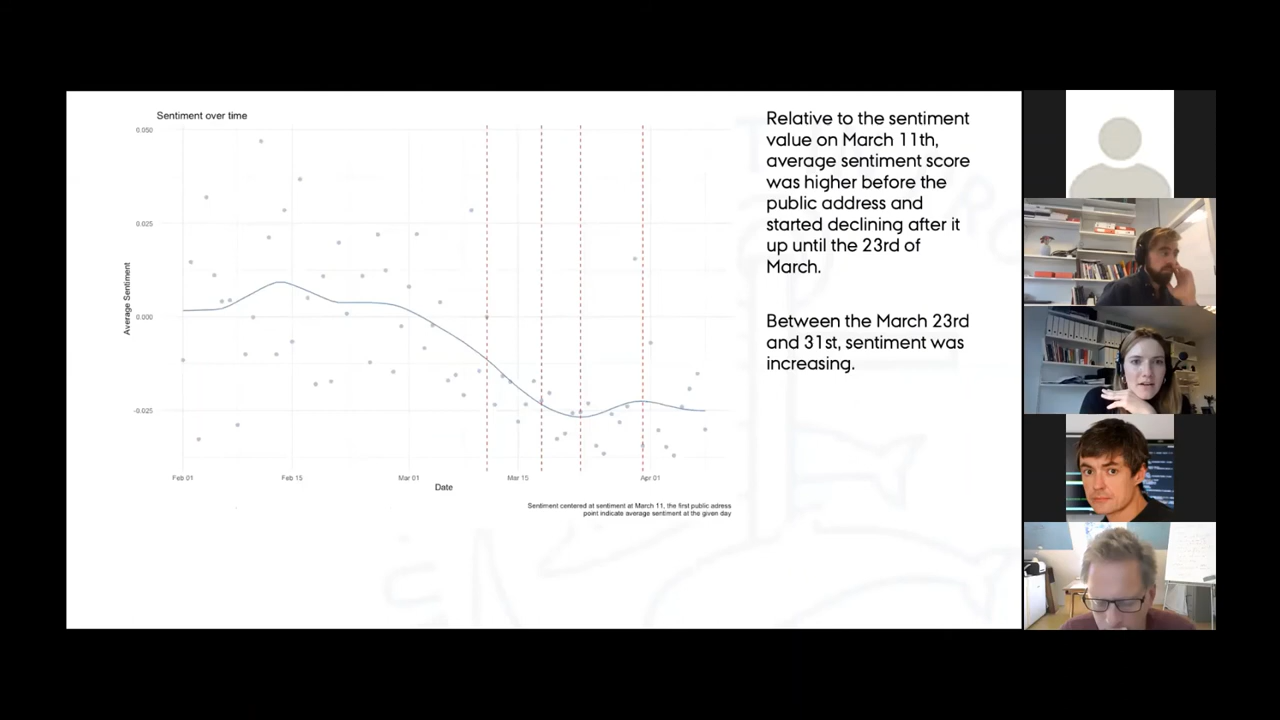 Sentiment over time
0.050
0.025
0.000
-0.025
Average Sentiment
Feb 01
Feb 15
Mar 01
Mar 15
Apr 01
Date
Sentiment centered at sentiment at March 11, the first public adress
point indicate average sentiment at the given day
Relative to the sentiment
value on March 11th,
average sentiment score
was higher before the
public address and
started declining after it
up until the 23rd of
March.
Between the March 23rd
and 31st, sentiment was
increasing.